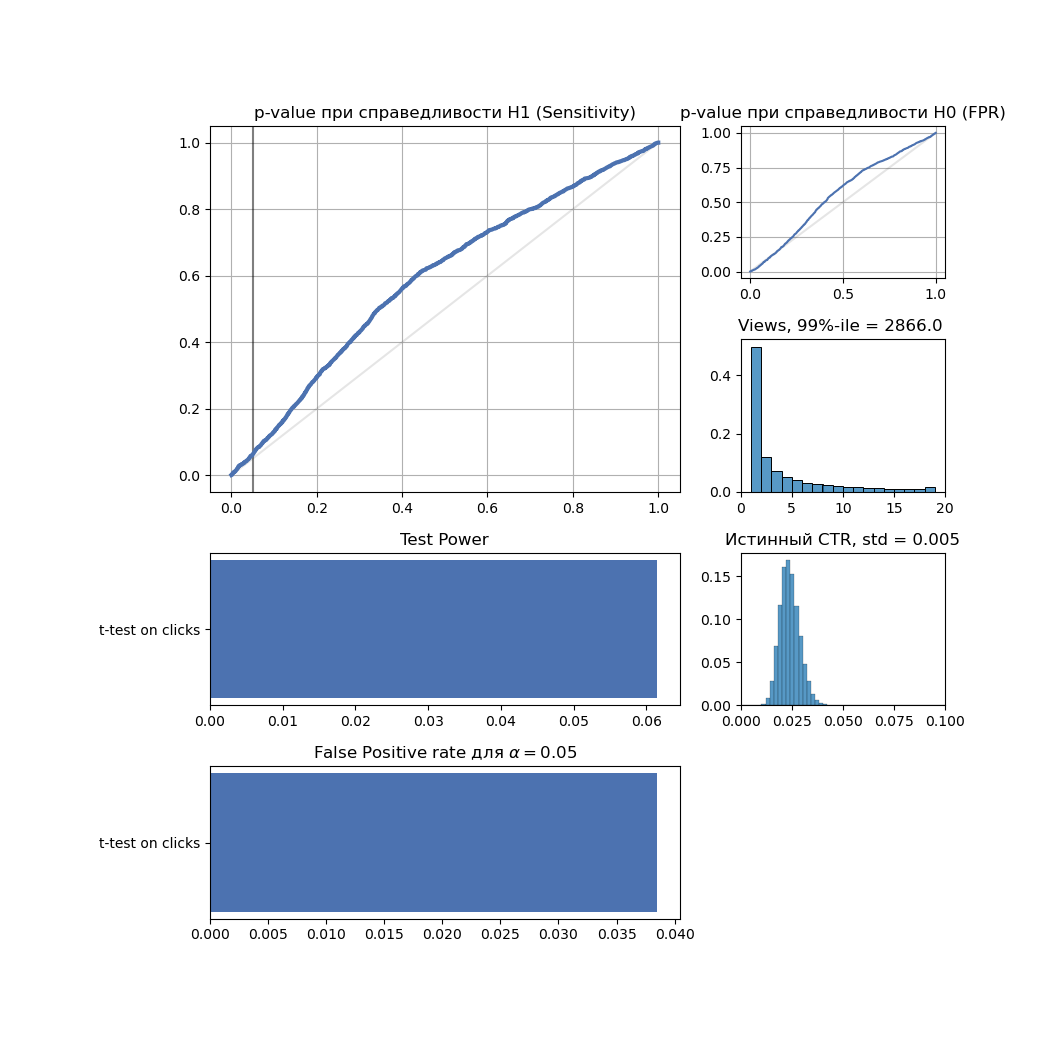 p-value при справедливости H1 (Sensitivity)
1.0
0.8
0.6
0.4
0.2
0.0
0.0 0.2 0.4 0.6 0.8 1.0
p-value при справедливости H0 (FPR)
1.00
0.75
0.50
0.25
0.00
0.0 0.5 1.0
Views, 99%-ile = 2866.0
0.4
0.2
0.0
0 5 10 15 20
Test Power
t-test on clicks
0.00 0.01 0.02 0.03 0.04 0.05 0.06
Истинный CTR, std = 0.005
0.15
0.10
0.05
0.00
0.000 0.025 0.050 0.075 0.100
False Positive rate для α = 0.05
t-test on clicks
0.000 0.005 0.010 0.015 0.020 0.025 0.030 0.035 0.040